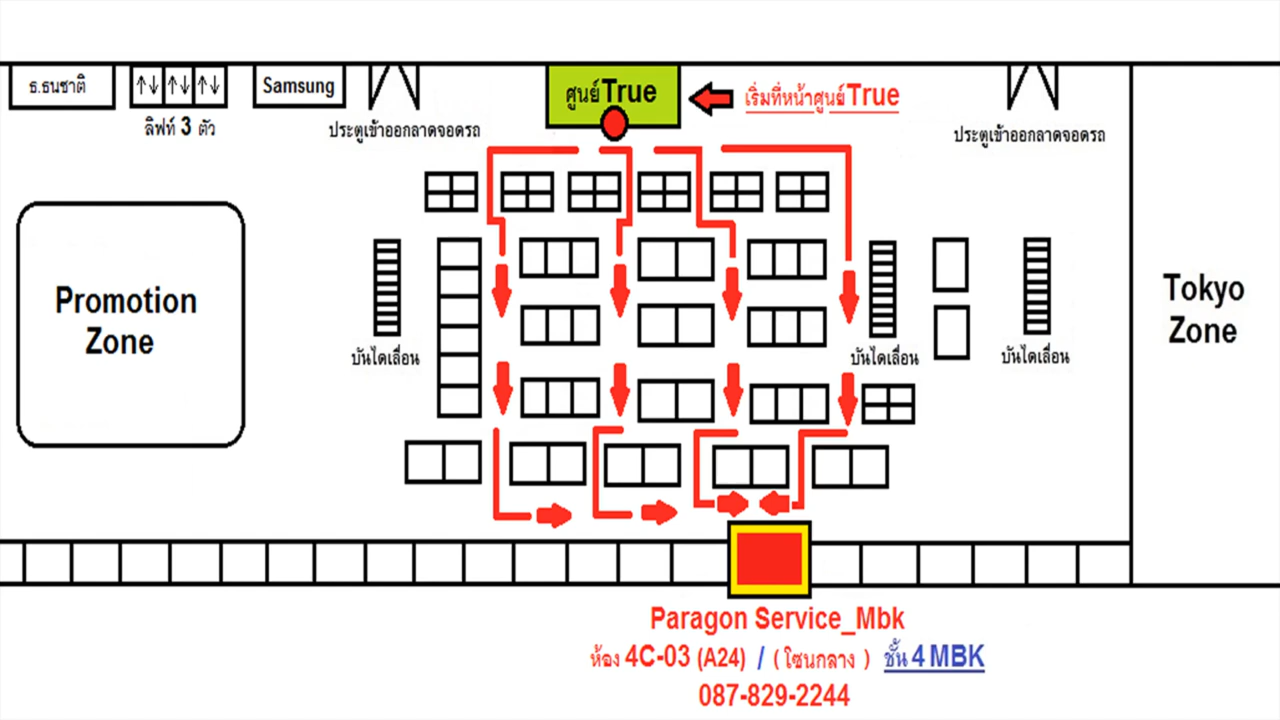 ธ.ธนชาติ
↑↓ ↑↓ ↑↓
ลิฟท์ 3 ตัว
Samsung
ประตูเข้าออกลาดจอดรถ
ศูนย์ True
เริ่มที่หน้าศูนย์ True
ประตูเข้าออกลาดจอดรถ
Promotion
Zone
บันไดเลื่อน
บันไดเลื่อน
บันไดเลื่อน
Tokyo
Zone
Paragon Service_Mbk
ห้อง 4C-03 (A24) / ( โซนกลาง ) ชั้น 4 MBK
087-829-2244